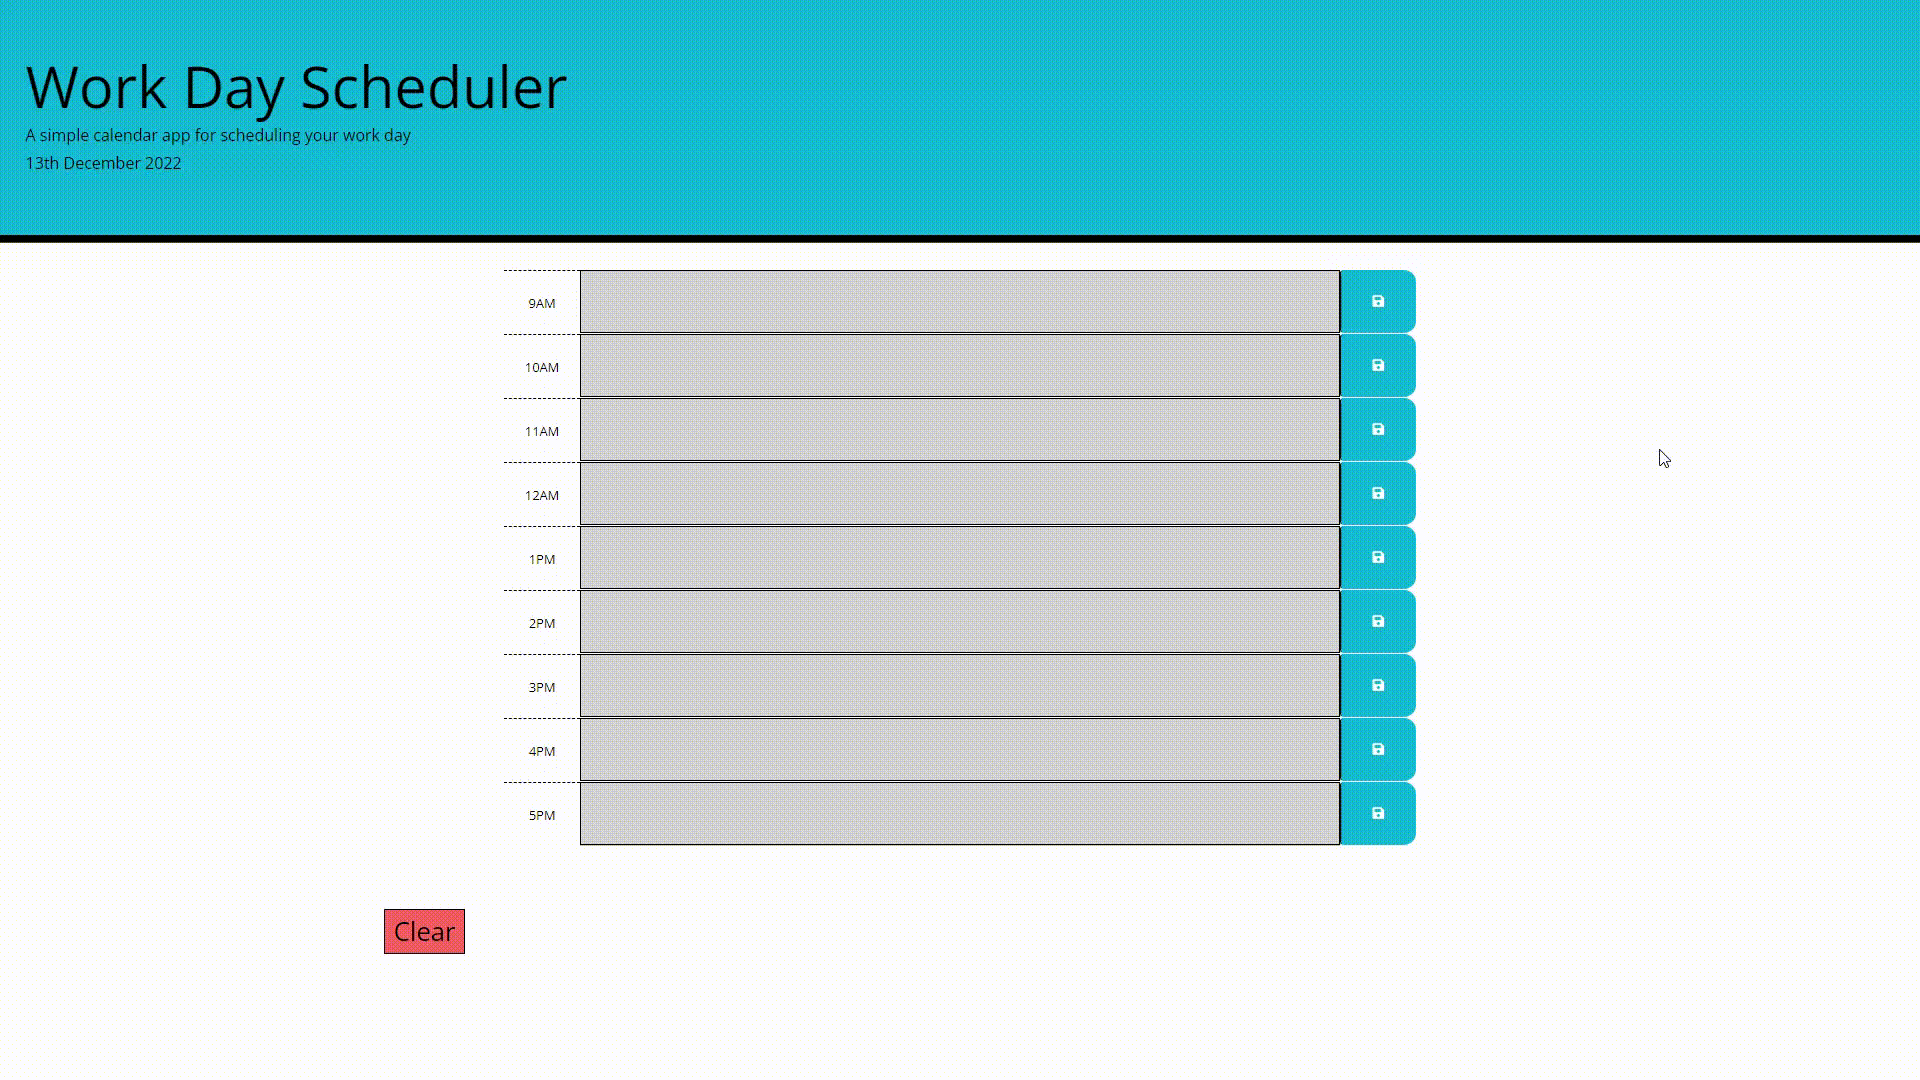 Work Day Scheduler
A simple calendar app for scheduling your work day
13th December 2022
9AM
10AM
11AM
12AM
1PM
2PM
3PM
4PM
5PM
Clear